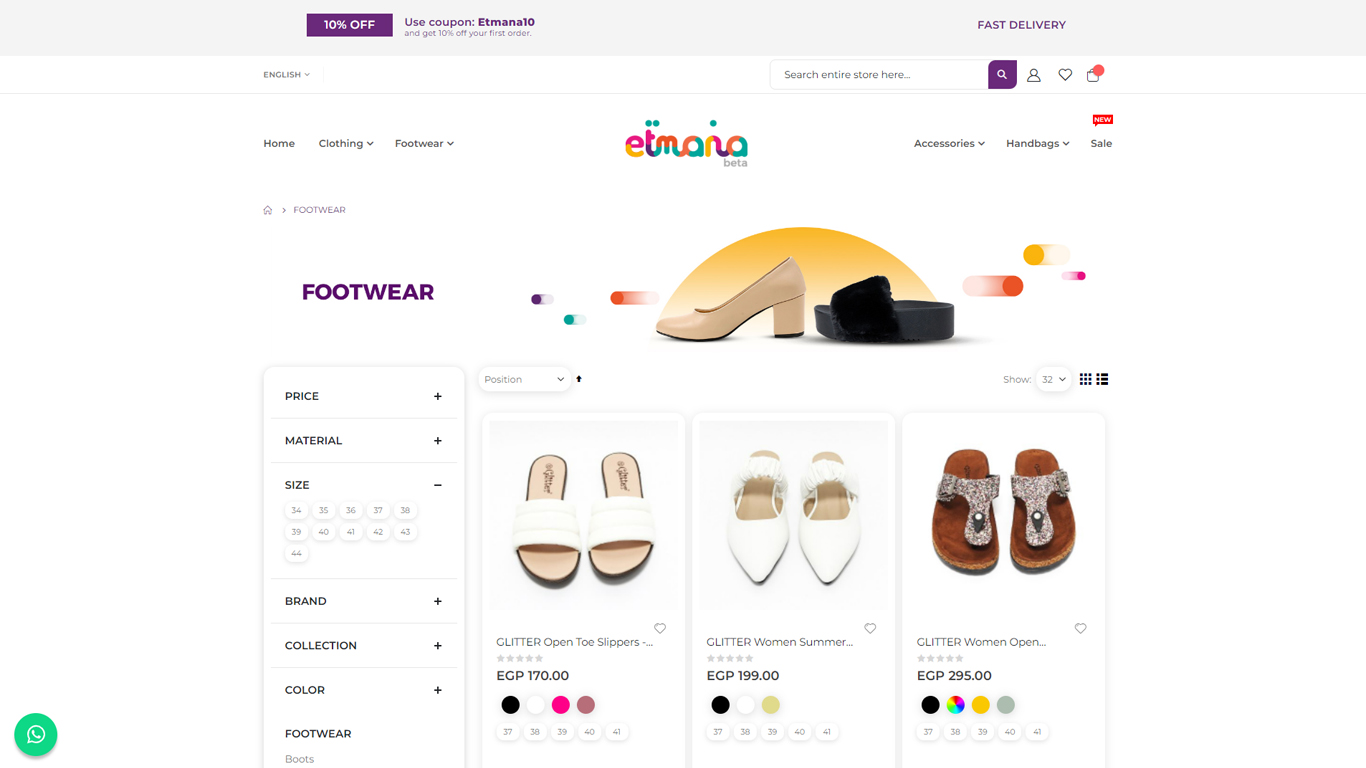 10% OFF
Use coupon: Etmana10
and get 10% off your first order.
FAST DELIVERY
ENGLISH
Search entire store here...
Home
Clothing
Footwear
etmana
beta
NEW
Accessories
Handbags
Sale
FOOTWEAR
FOOTWEAR
PRICE
MATERIAL
SIZE
34 35 36 37 38
39 40 41 42 43
44
BRAND
COLLECTION
COLOR
FOOTWEAR
Boots
Position
Show: 32
GLITTER Open Toe Slippers -...
EGP 170.00
37 38 39 40 41
GLITTER Women Summer...
EGP 199.00
37 38 39 40 41
GLITTER Women Open...
EGP 295.00
37 38 39 40 41